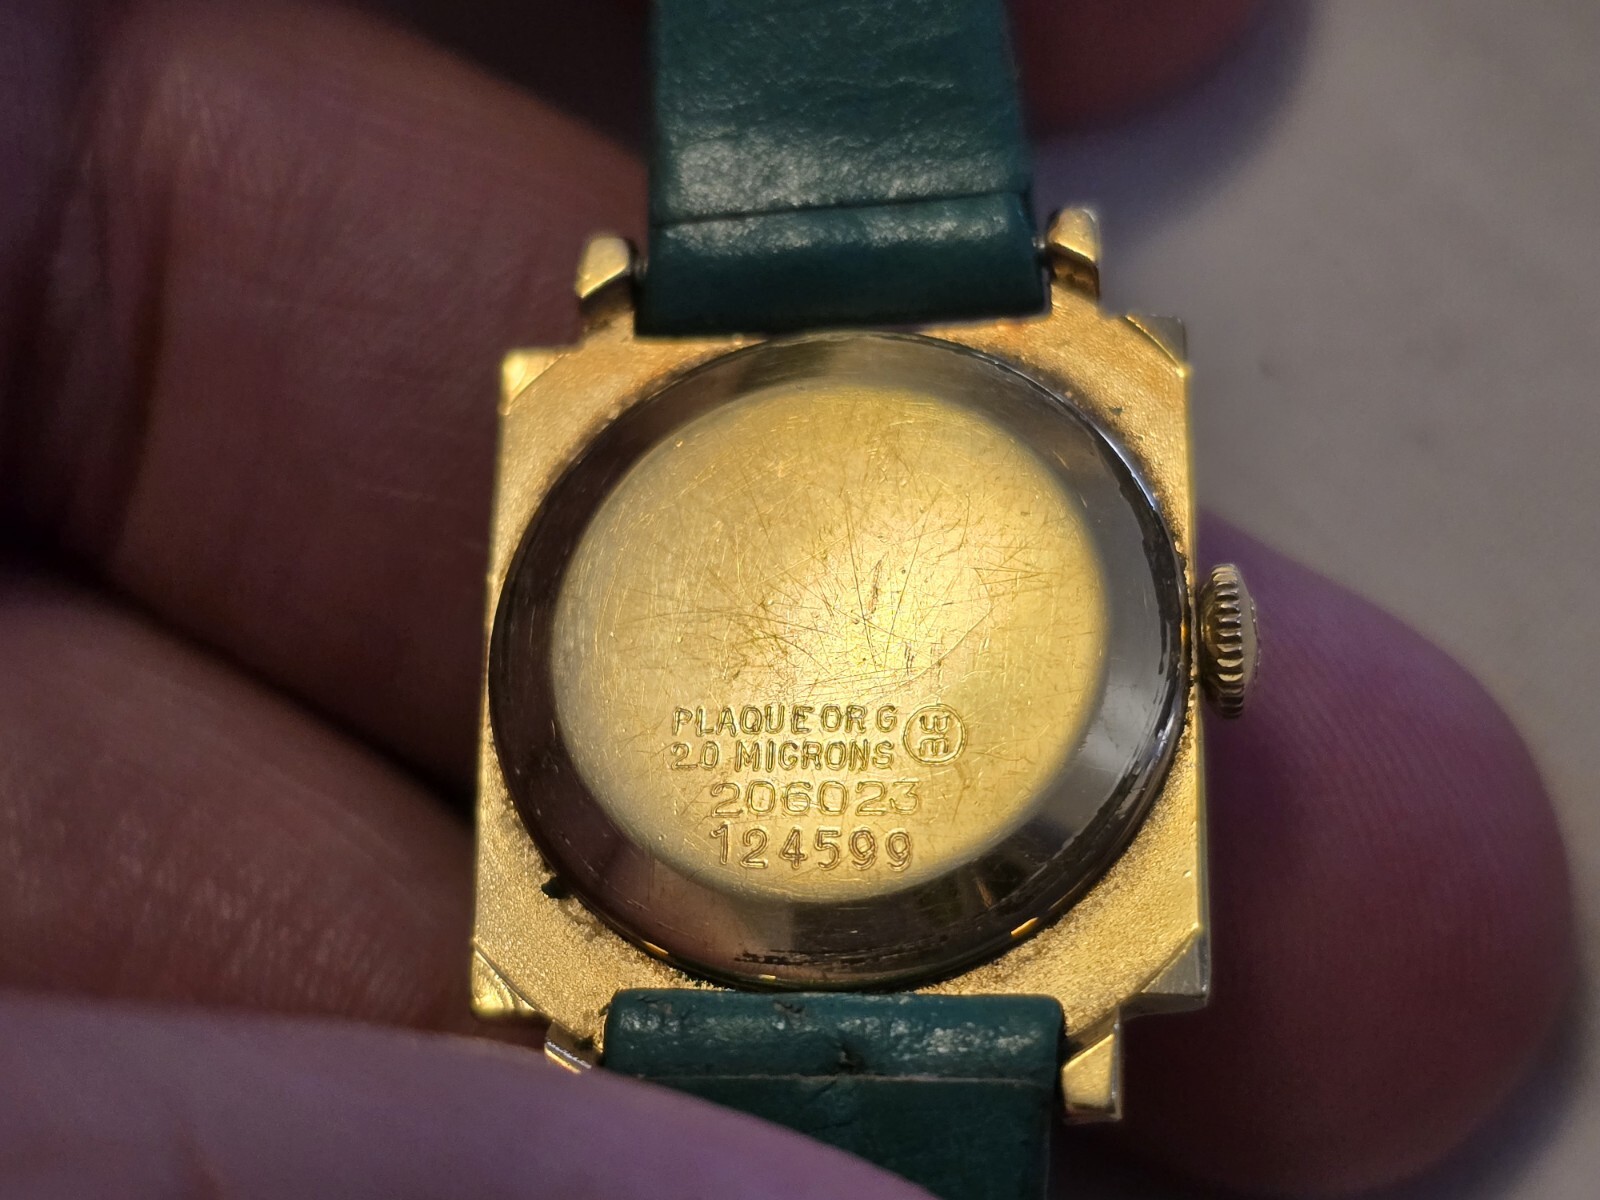 PLAQUE OR G
20 MICRONS
206023
124599